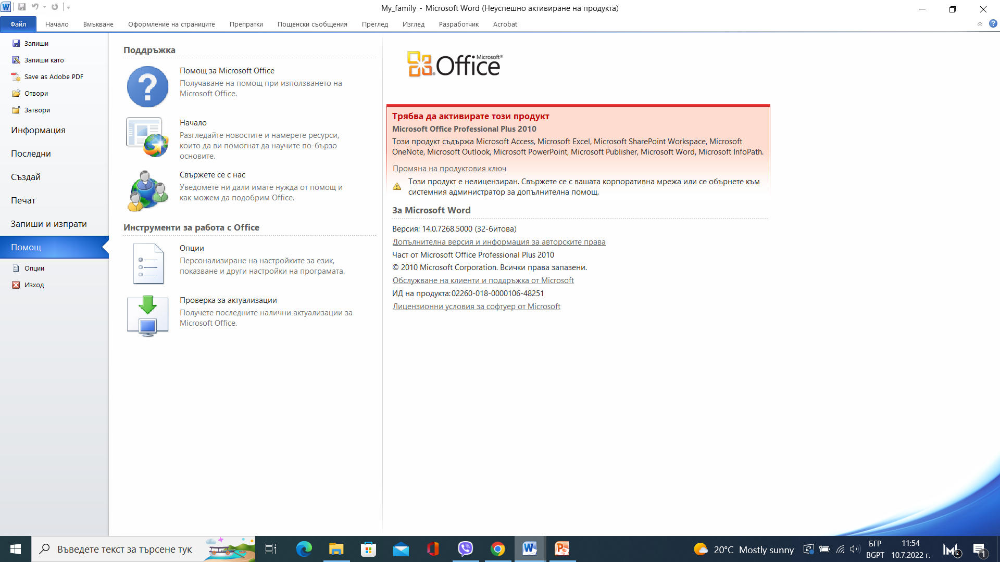 My_family - Microsoft Word (Неуспешно активиране на продукта)
Файл Начало Вмъкване Оформление на страниците Препратки Пощенски съобщения Преглед Изглед Разработчик Acrobat
Запиши
Запиши като
Save as Adobe PDF
Отвори
Затвори
Информация
Последни
Създай
Печат
Запиши и изпрати
Помощ
Опции
Изход
Поддръжка
Помощ за Microsoft Office
Получаване на помощ при използването на
Microsoft Office.
Начало
Разгледайте новостите и намерете ресурси,
които да ви помогнат да научите по-бързо
основите.
Свържете се с нас
Уведомете ни дали имате нужда от помощ и
как можем да подобрим Office.
Инструменти за работа с Office
Опции
Персонализиране на настройките за език,
показване и други настройки на програмата.
Проверка за актуализации
Получете последните налични актуализации за
Microsoft Office.
Microsoft®
Office
Трябва да активирате този продукт
Microsoft Office Professional Plus 2010
Този продукт съдържа Microsoft Access, Microsoft Excel, Microsoft SharePoint Workspace, Microsoft
OneNote, Microsoft Outlook, Microsoft PowerPoint, Microsoft Publisher, Microsoft Word, Microsoft InfoPath.
Промяна на продуктовия ключ
Този продукт е нелицензиран. Свържете се с вашата корпоративна мрежа или се обърнете към
системния администратор за допълнителна помощ.
За Microsoft Word
Версия: 14.0.7268.5000 (32-битова)
Допълнителна версия и информация за авторските права
Част от Microsoft Office Professional Plus 2010
© 2010 Microsoft Corporation. Всички права запазени.
Обслужване на клиенти и поддръжка от Microsoft
ИД на продукта: 02260-018-0000106-48251
Лицензионни условия за софтуер от Microsoft
Въведете текст за търсене тук
20°C Mostly sunny
БГР
BGPT
11:54
10.7.2022 г.
2
1